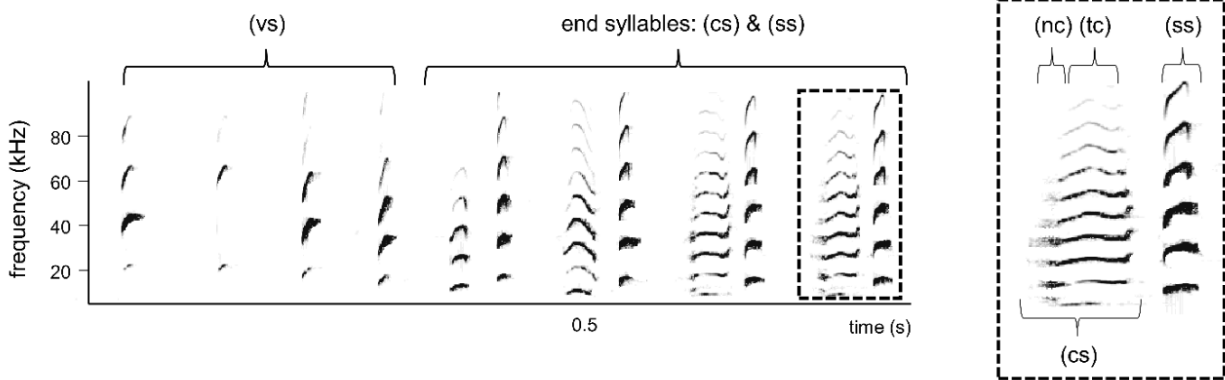 (vs)
end syllables: (cs) & (ss)
(nc) (tc) (ss)
frequency (kHz)
80
60
40
20
0.5
time (s)
(cs)